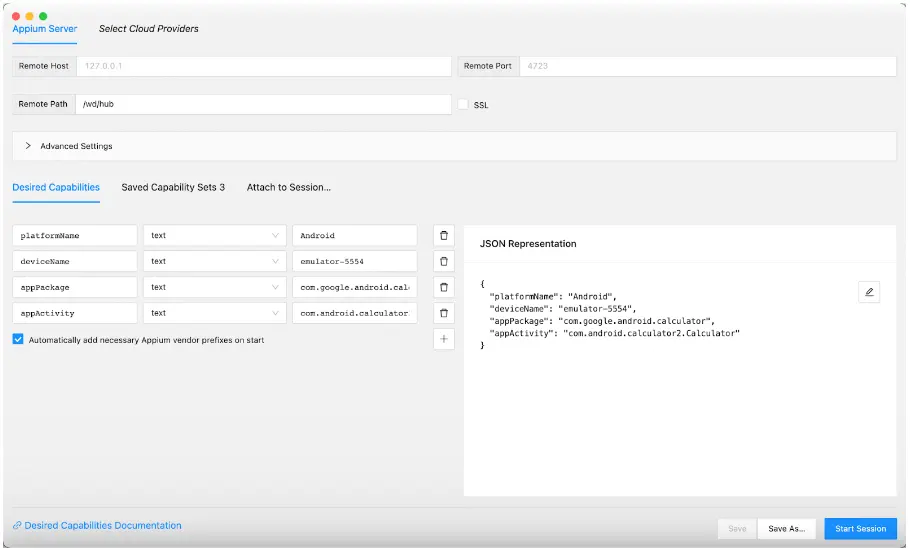 Appium Server Select Cloud Providers
Remote Host 127.0.0.1 Remote Port 4723
Remote Path /wd/hub SSL
Advanced Settings
Desired Capabilities Saved Capability Sets 3 Attach to Session...
platformName text Android
deviceName text emulator-5554
appPackage text com.google.android.cal
appActivity text com.android.calculator
Automatically add necessary Appium vendor prefixes on start
JSON Representation
{
"platformName": "Android",
"deviceName": "emulator-5554",
"appPackage": "com.google.android.calculator",
"appActivity": "com.android.calculator2.Calculator"
}
Desired Capabilities Documentation
Save Save As... Start Session